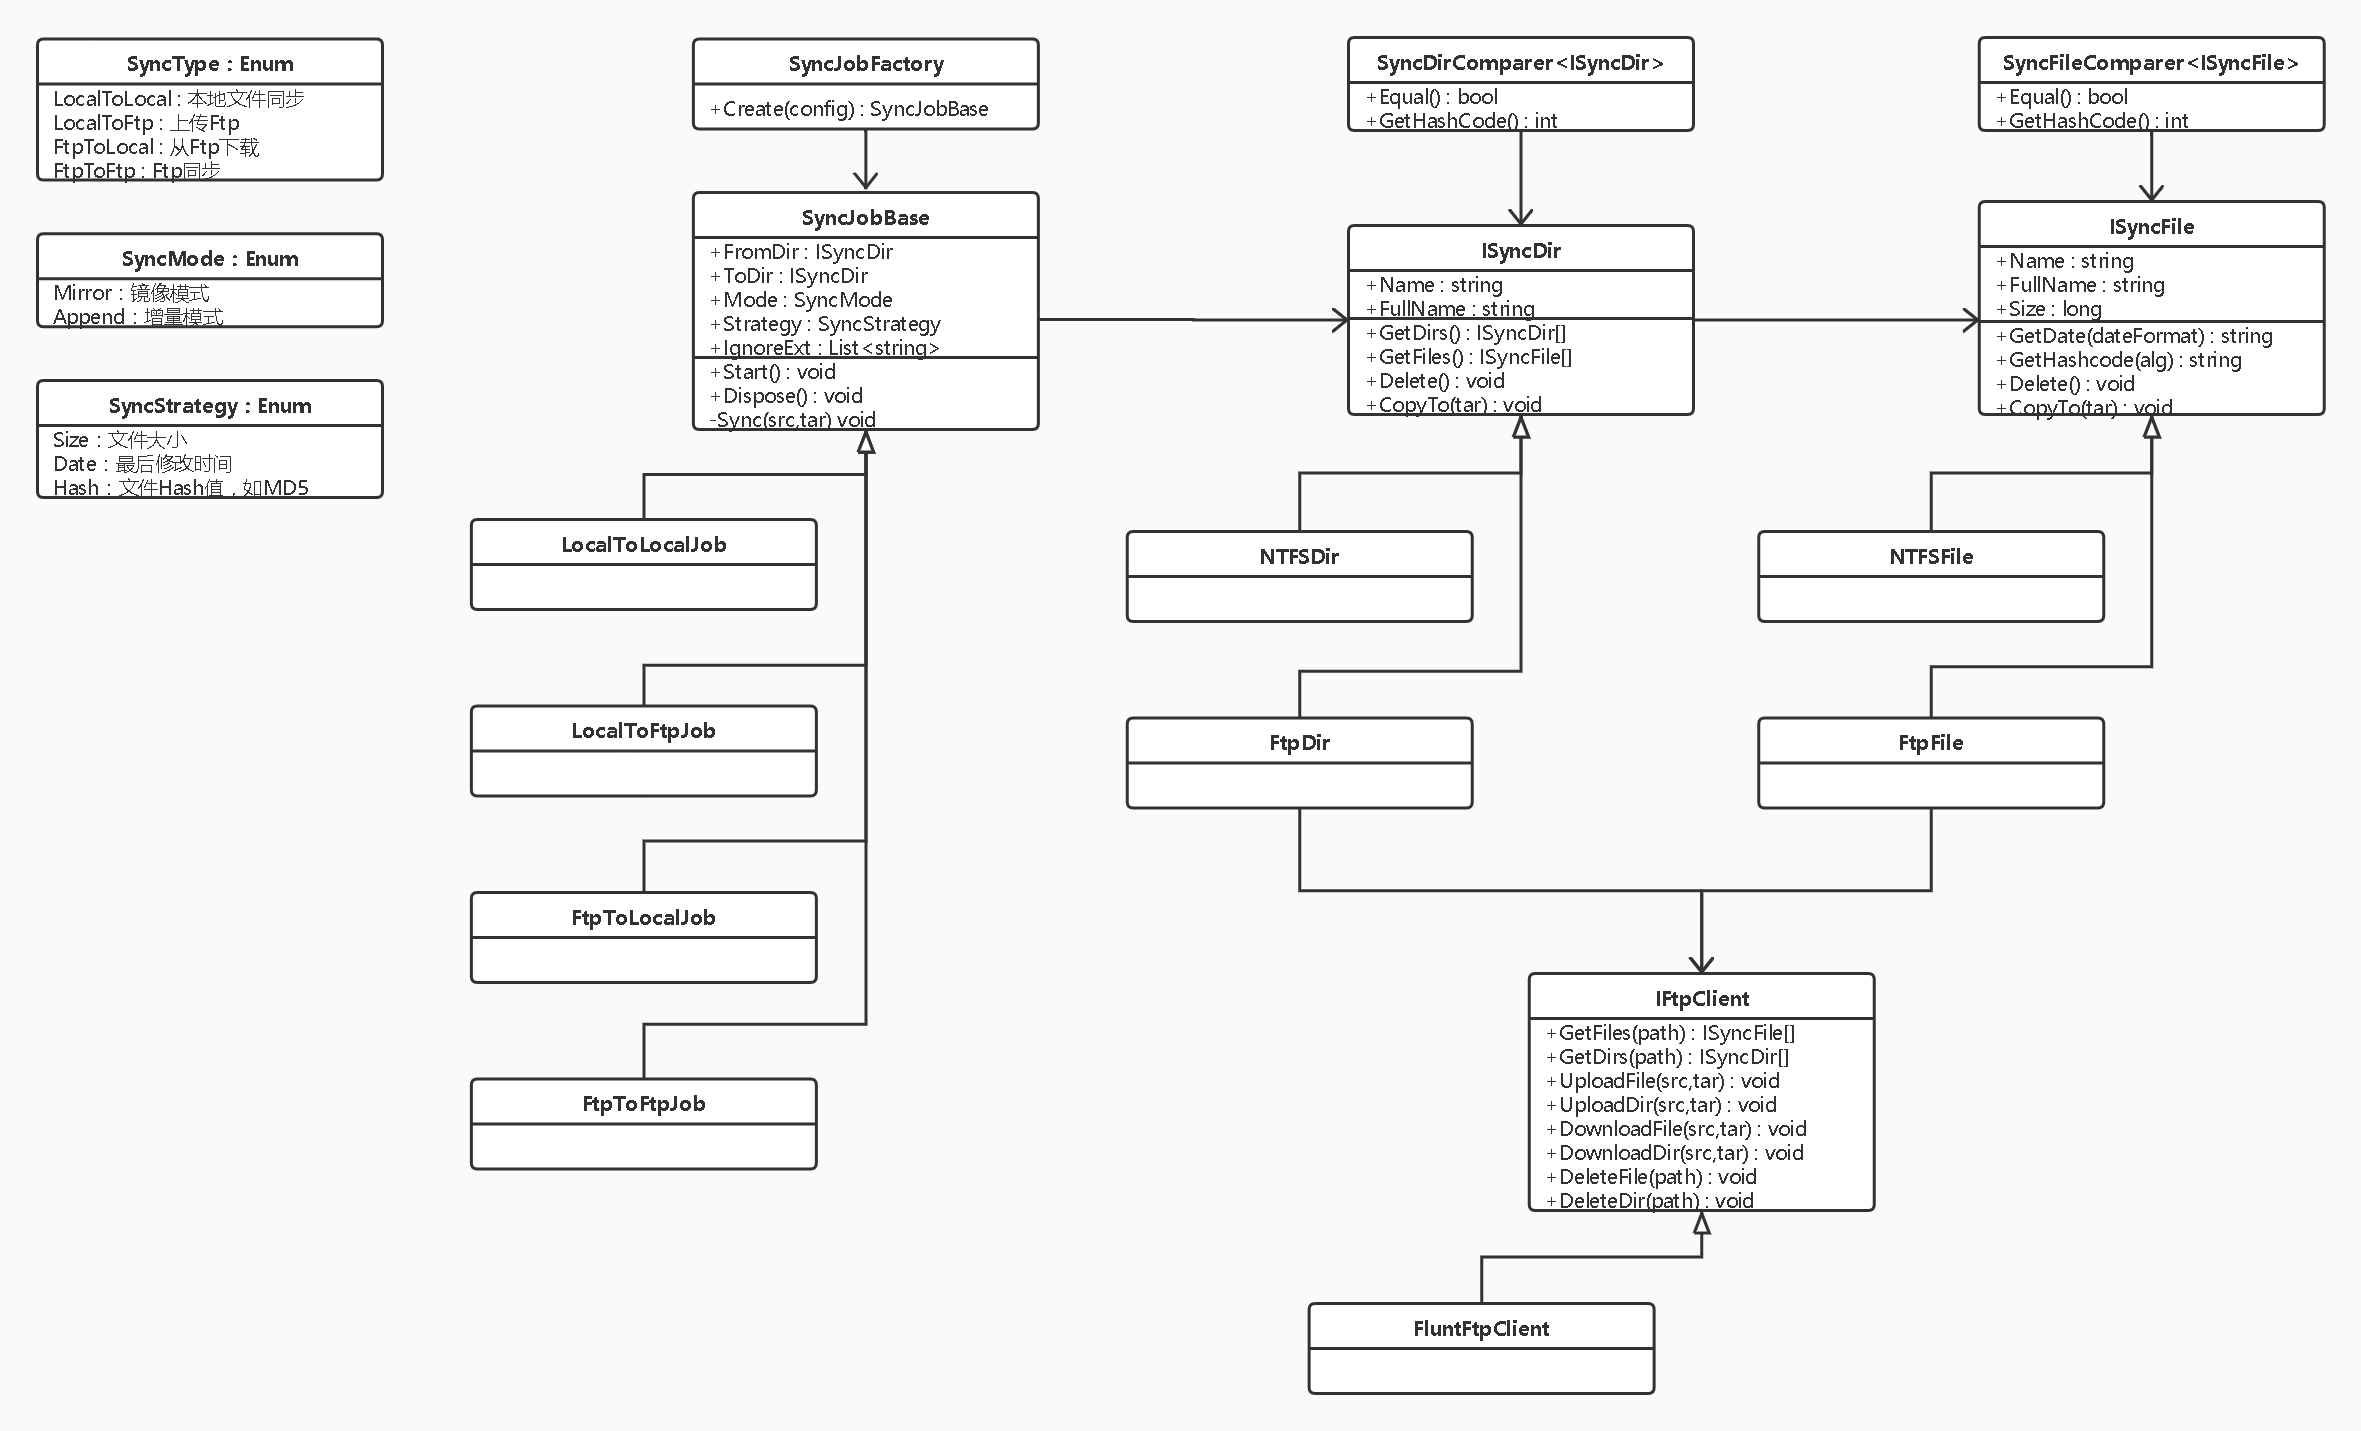 SyncType : Enum
LocalToLocal : 本地文件同步
LocalToFtp : 上传Ftp
FtpToLocal : 从Ftp下载
FtpToFtp : Ftp同步
SyncMode : Enum
Mirror : 镜像模式
Append : 增量模式
SyncStrategy : Enum
Size : 文件大小
Date : 最后修改时间
Hash : 文件Hash值，如MD5
SyncJobFactory
+Create(config) : SyncJobBase
SyncJobBase
+FromDir : ISyncDir
+ToDir : ISyncDir
+Mode : SyncMode
+Strategy : SyncStrategy
+IgnoreExt : List<string>
+Start() : void
+Dispose() : void
-Sync(src,tar) void
LocalToLocalJob
LocalToFtpJob
FtpToLocalJob
FtpToFtpJob
SyncDirComparer<ISyncDir>
+Equal() : bool
+GetHashCode() : int
ISyncDir
+Name : string
+FullName : string
+GetDirs() : ISyncDir[]
+GetFiles() : ISyncFile[]
+Delete() : void
+CopyTo(tar) : void
NTFSDir
FtpDir
SyncFileComparer<ISyncFile>
+Equal() : bool
+GetHashCode() : int
ISyncFile
+Name : string
+FullName : string
+Size : long
+GetDate(dateFormat) : string
+GetHashcode(alg) : string
+Delete() : void
+CopyTo(tar) : void
NTFSFile
FtpFile
IFtpClient
+GetFiles(path) : ISyncFile[]
+GetDirs(path) : ISyncDir[]
+UploadFile(src,tar) : void
+UploadDir(src,tar) : void
+DownloadFile(src,tar) : void
+DownloadDir(src,tar) : void
+DeleteFile(path) : void
+DeleteDir(path) : void
FluntFtpClient